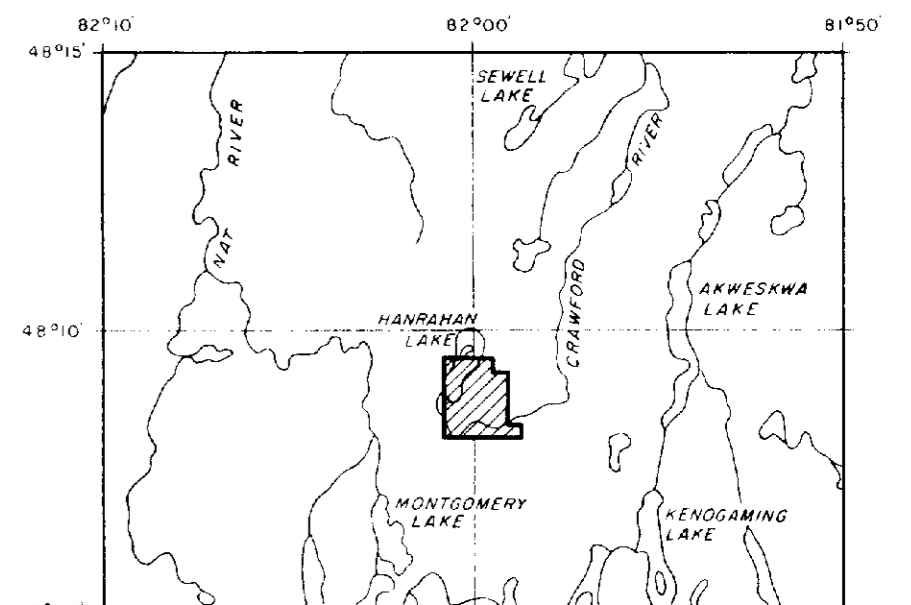 82°10'
82°00'
81°50'
48°15'
SEWELL
LAKE
RIVER
RIVER
NAT
CRAWFORD
AKWESKWA
LAKE
HANRAHAN
LAKE
48°10'
MONTGOMERY
LAKE
KENOGAMING
LAKE